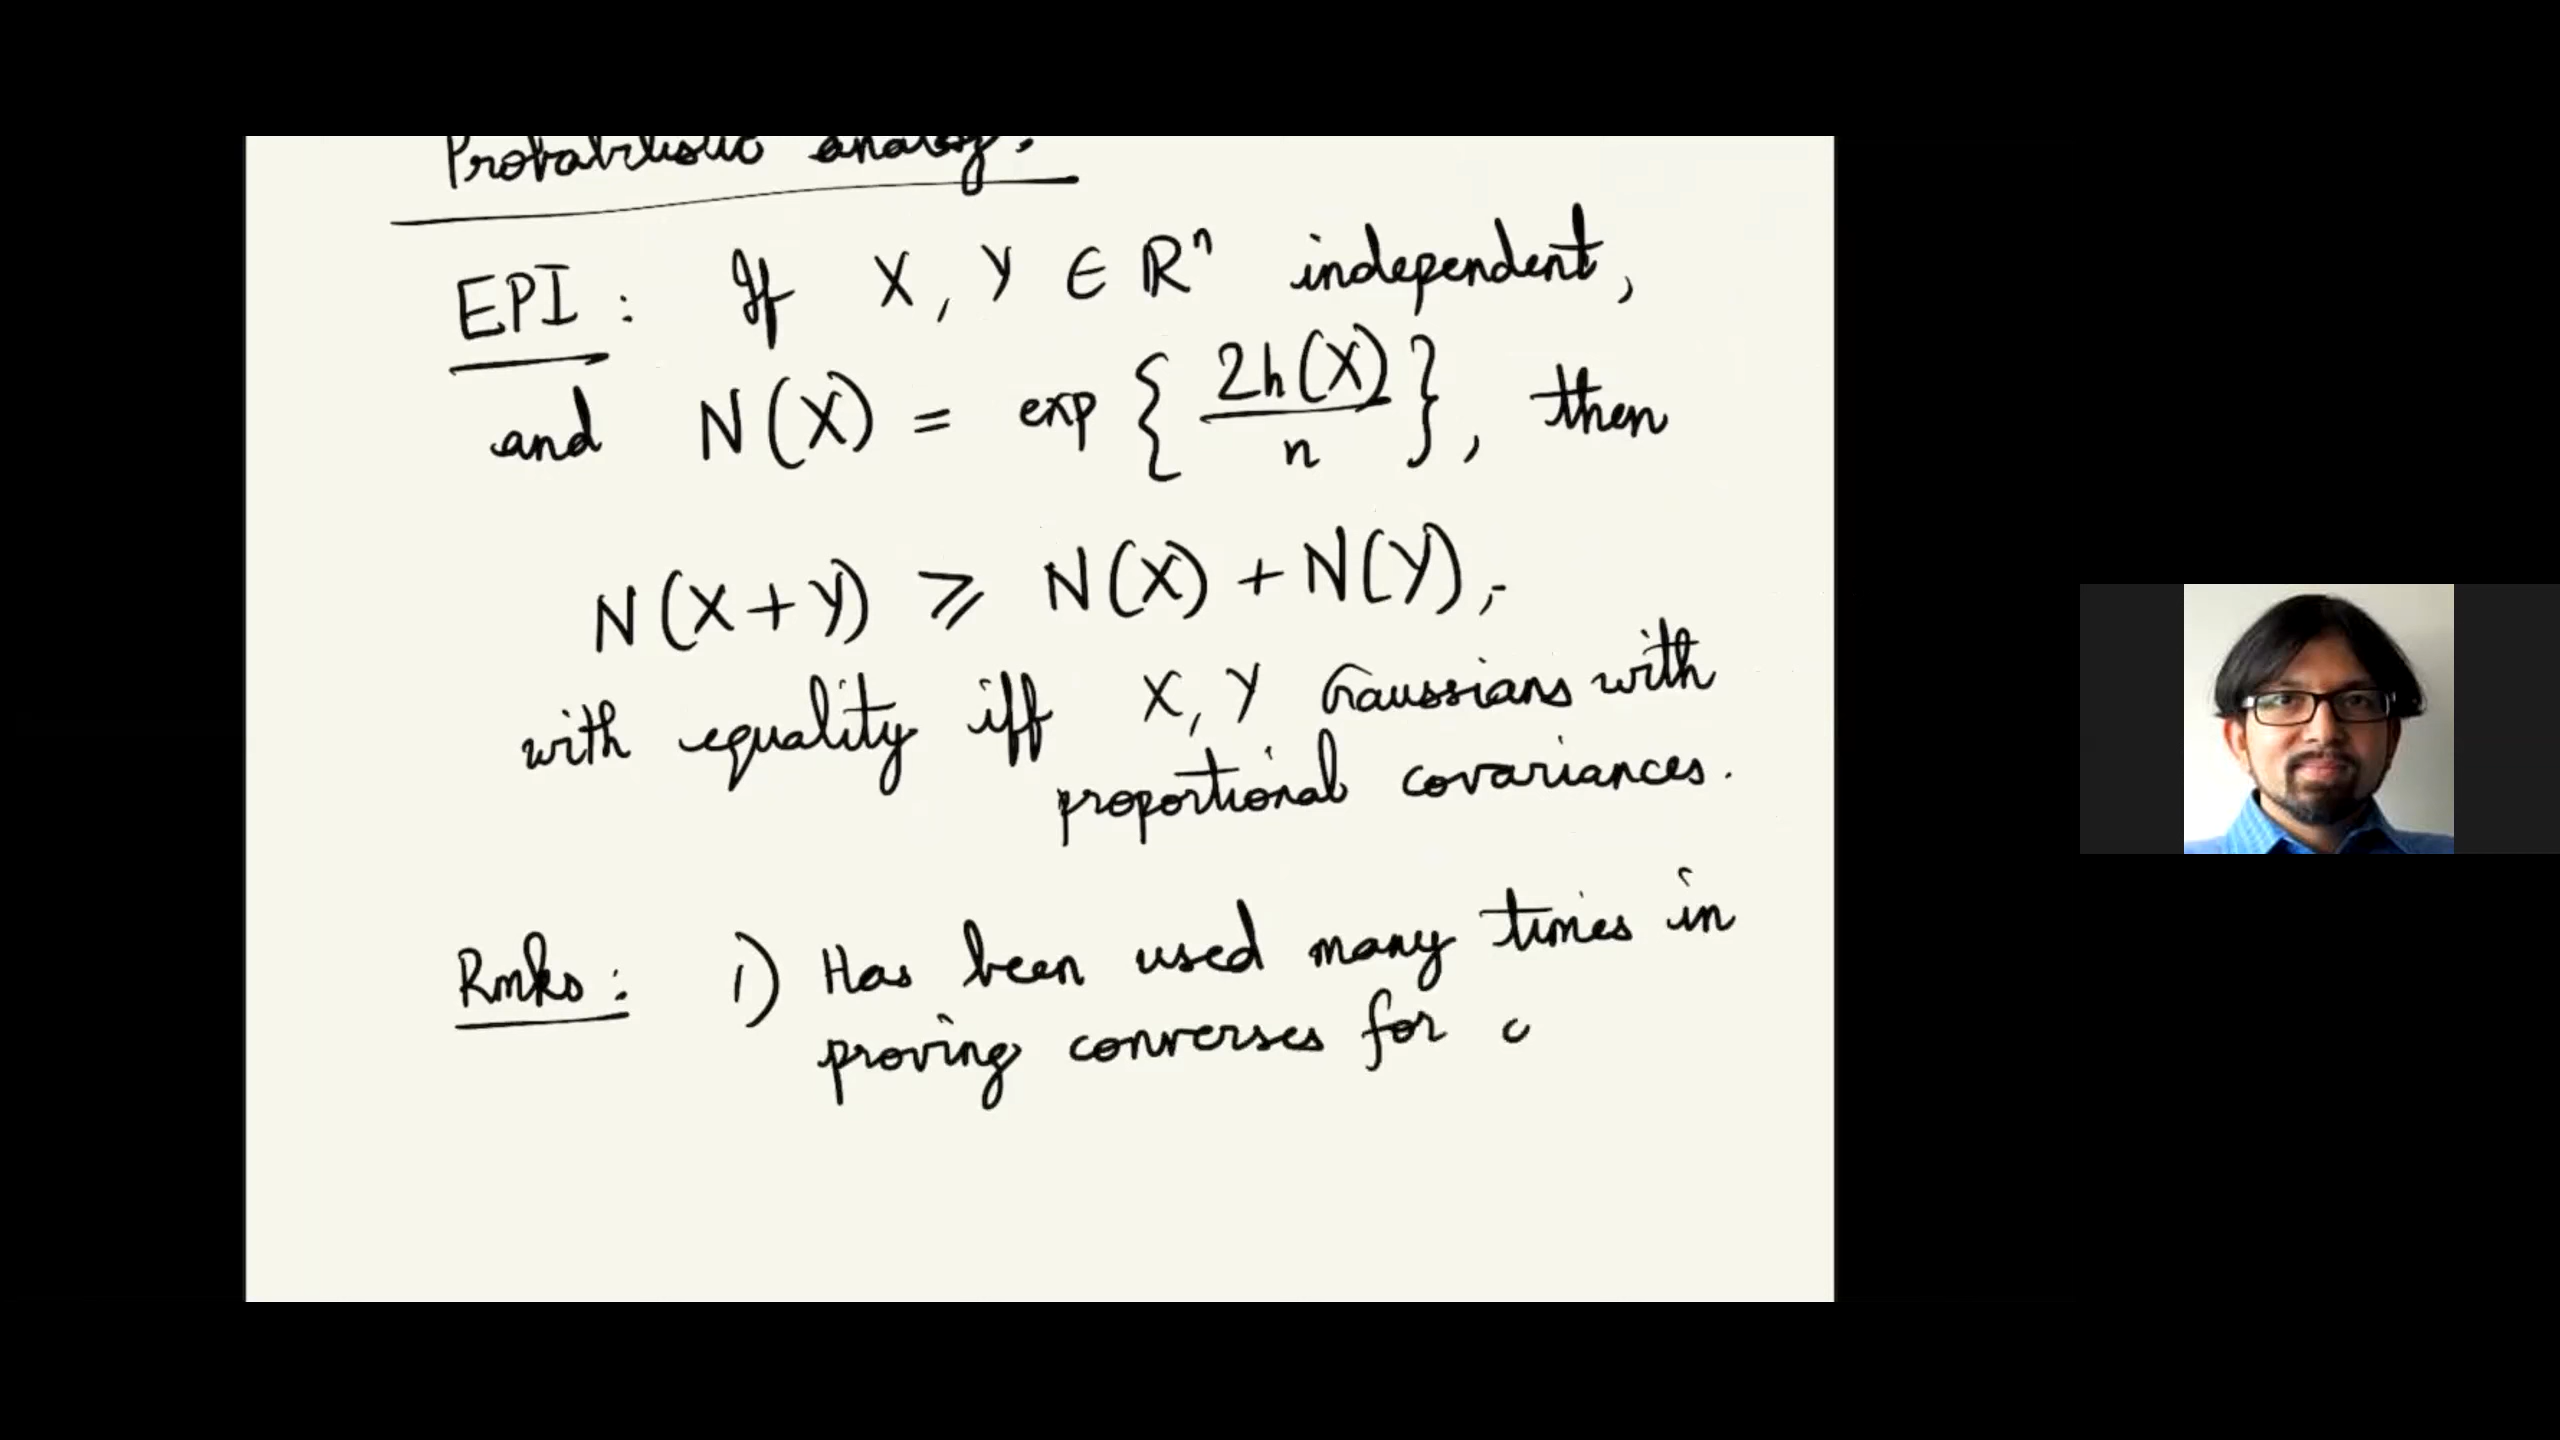 Probabilistic analog:
EPI: If X, Y ∈ ℝⁿ independent,
and N(X) = exp { 2h(X) / n }, then
N(X+Y) ⩾ N(X) + N(Y),
with equality iff X, Y Gaussians with
proportional covariances.
Rmks: 1) Has been used many times in
proving converses for c